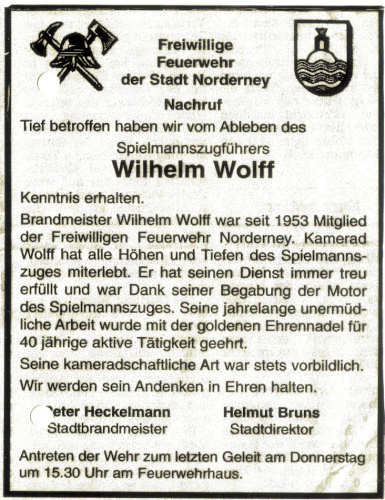 Freiwillige
Feuerwehr
der Stadt Norderney
Nachruf
Tief betroffen haben wir vom Ableben des
Spielmannszugführers
Wilhelm Wolff
Kenntnis erhalten.
Brandmeister Wilhelm Wolff war seit 1953 Mitglied
der Freiwilligen Feuerwehr Norderney. Kamerad
Wolff hat alle Höhen und Tiefen des Spielmanns-
zuges miterlebt. Er hat seinen Dienst immer treu
erfüllt und war Dank seiner Begabung der Motor
des Spielmannszuges. Seine jahrelange unermüd-
liche Arbeit wurde mit der goldenen Ehrennadel für
40 jährige aktive Tätigkeit geehrt.
Seine kameradschaftliche Art war stets vorbildlich.
Wir werden sein Andenken in Ehren halten.
Peter Heckelmann Helmut Bruns
Stadtbrandmeister Stadtdirektor
Antreten der Wehr zum letzten Geleit am Donnerstag
um 15.30 Uhr am Feuerwehrhaus.